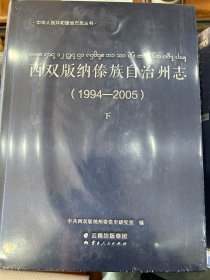 中华人民共和国地方志丛书
西双版纳傣族自治州志
(1994—2005)
下
中共西双版纳州委党史研究室 编
云南出版集团
云南人民出版社